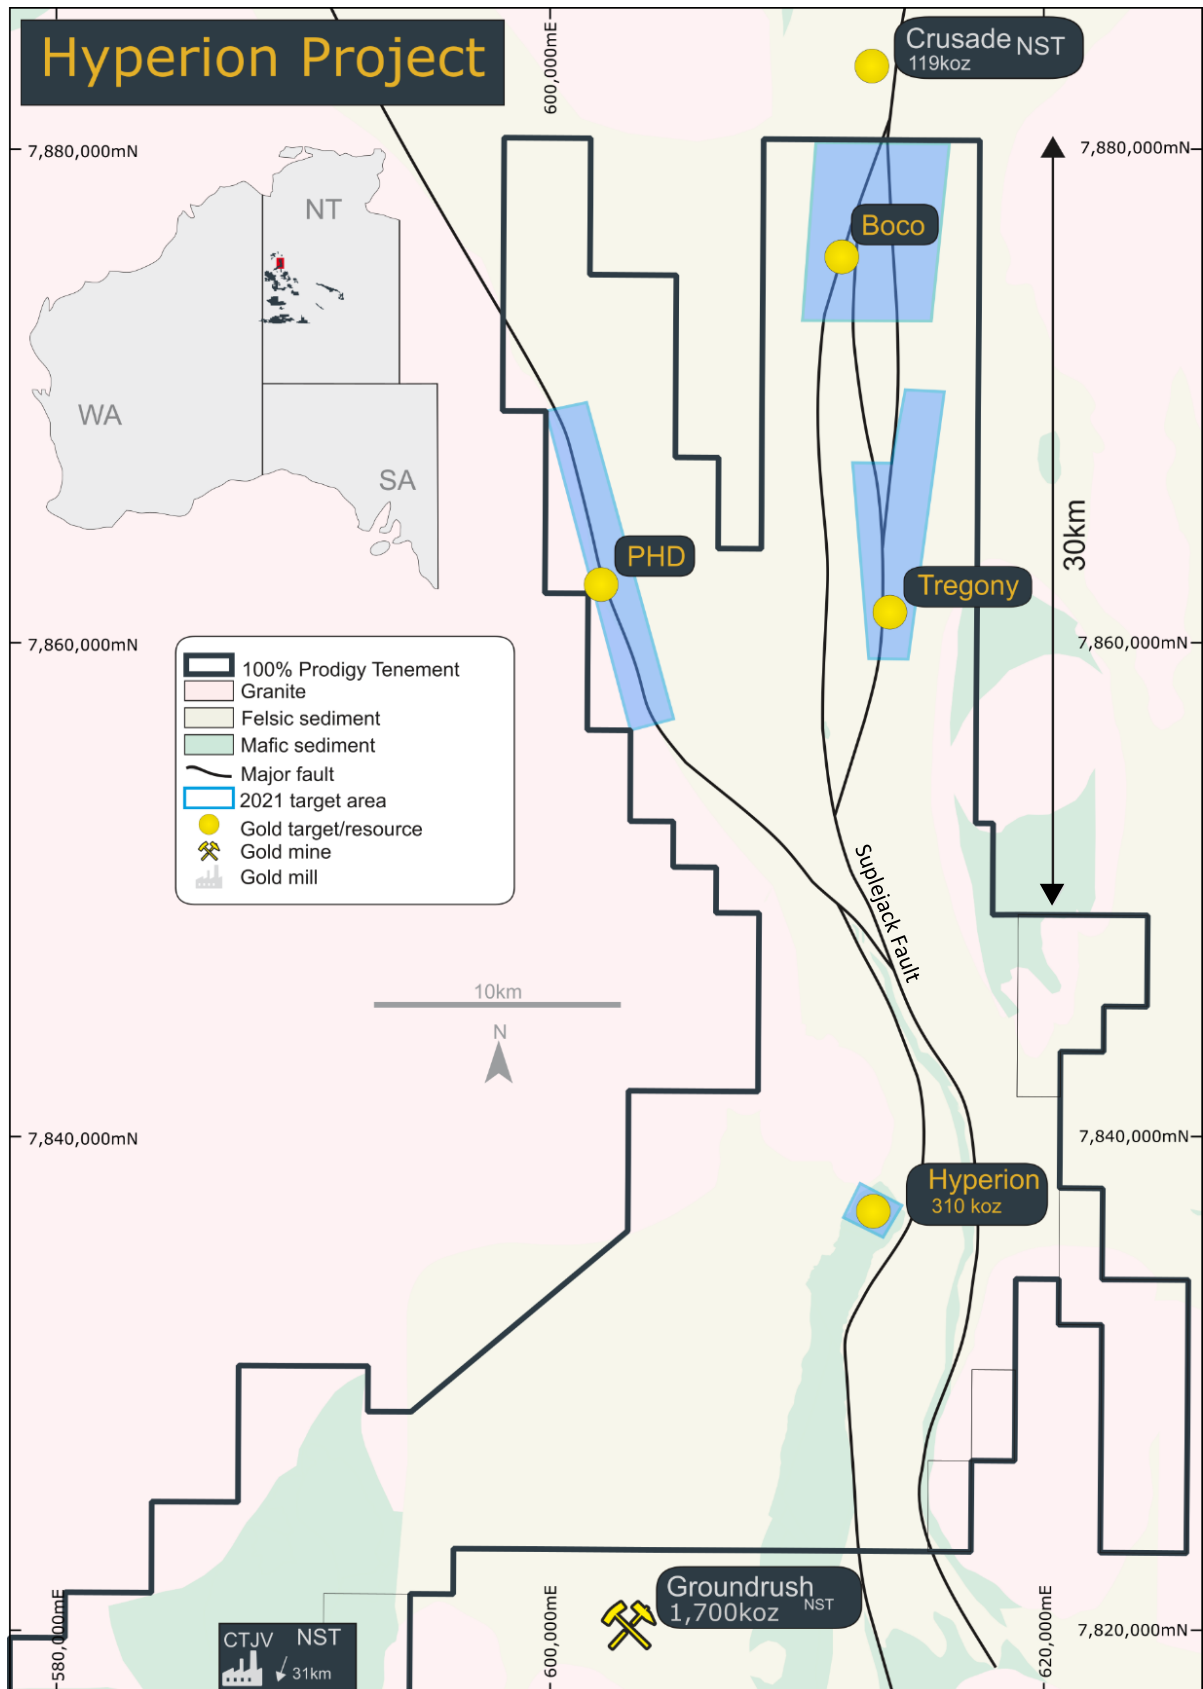 Hyperion Project
600,000mE
Crusade NST
119koz
7,880,000mN
7,880,000mN
NT
WA
SA
Boco
30km
PHD
Tregony
7,860,000mN
7,860,000mN
100% Prodigy Tenement
Granite
Felsic sediment
Mafic sediment
Major fault
2021 target area
Gold target/resource
Gold mine
Gold mill
Suplejack Fault
10km
N
7,840,000mN
7,840,000mN
Hyperion
310 koz
Groundrush NST
1,700koz
580,000mE
600,000mE
620,000mE
7,820,000mN
CTJV NST
31km